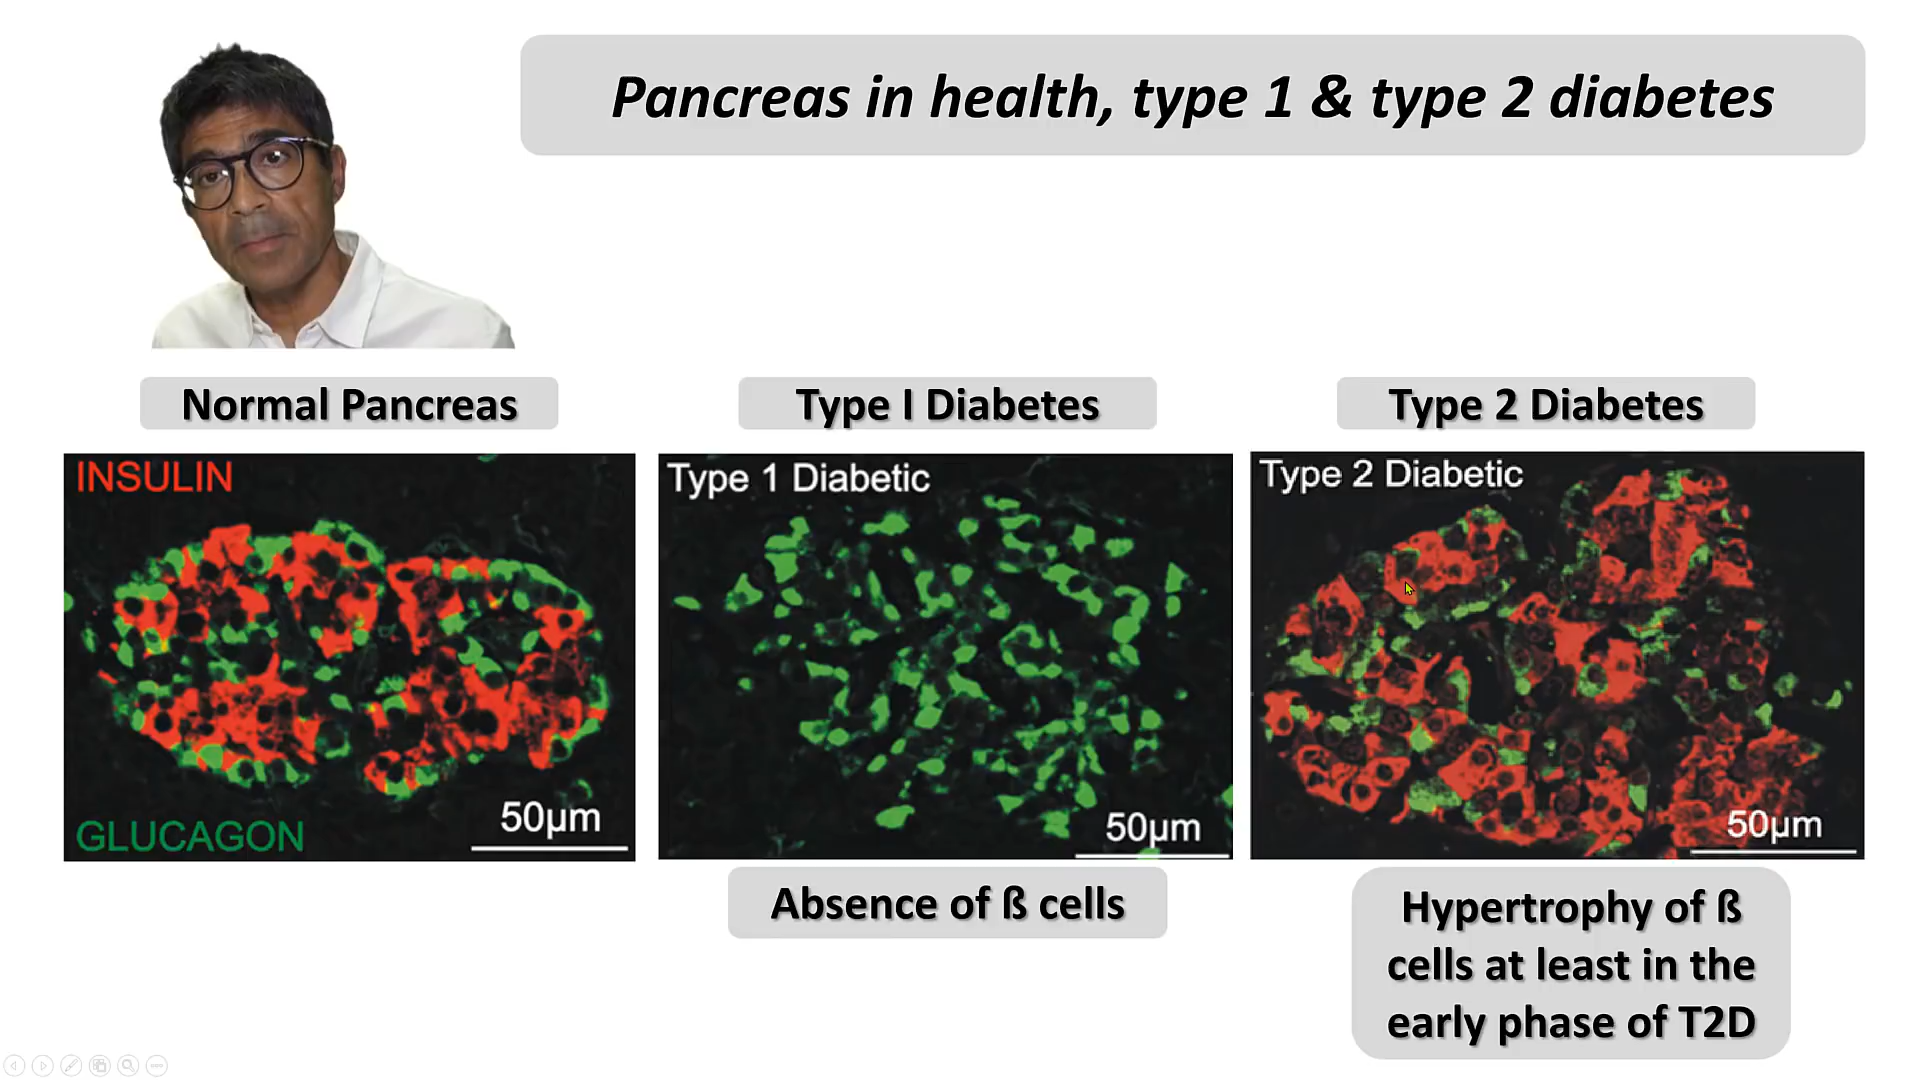 Pancreas in health, type 1 & type 2 diabetes
Normal Pancreas
Type I Diabetes
Type 2 Diabetes
INSULIN
GLUCAGON
50µm
Type 1 Diabetic
50µm
Type 2 Diabetic
50µm
Absence of ß cells
Hypertrophy of ß
cells at least in the
early phase of T2D